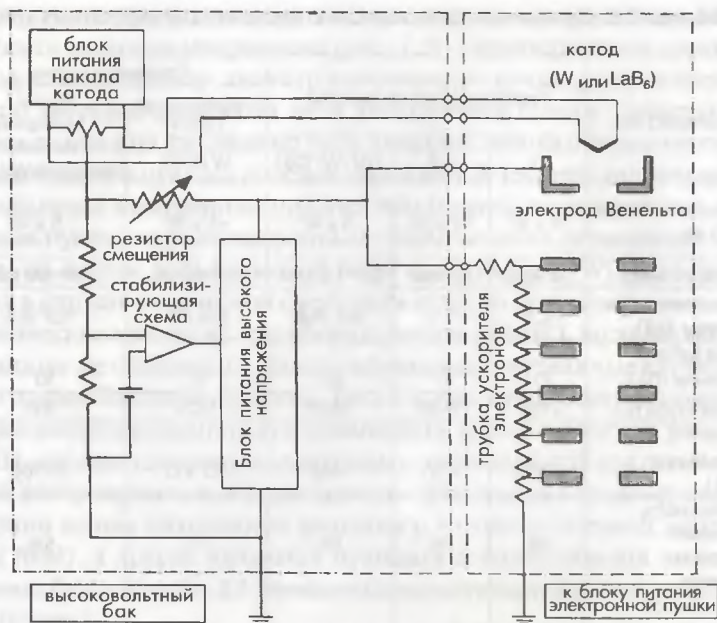 блок
питания
накала
катода
катод
(W или LaB₆)
электрод Венельта
резистор
смещения
стабилизи-
рующая
схема
Блок питания высокого
напряжения
трубка ускорителя
электронов
высоковольтный
бак
к блоку питания
электронной пушки